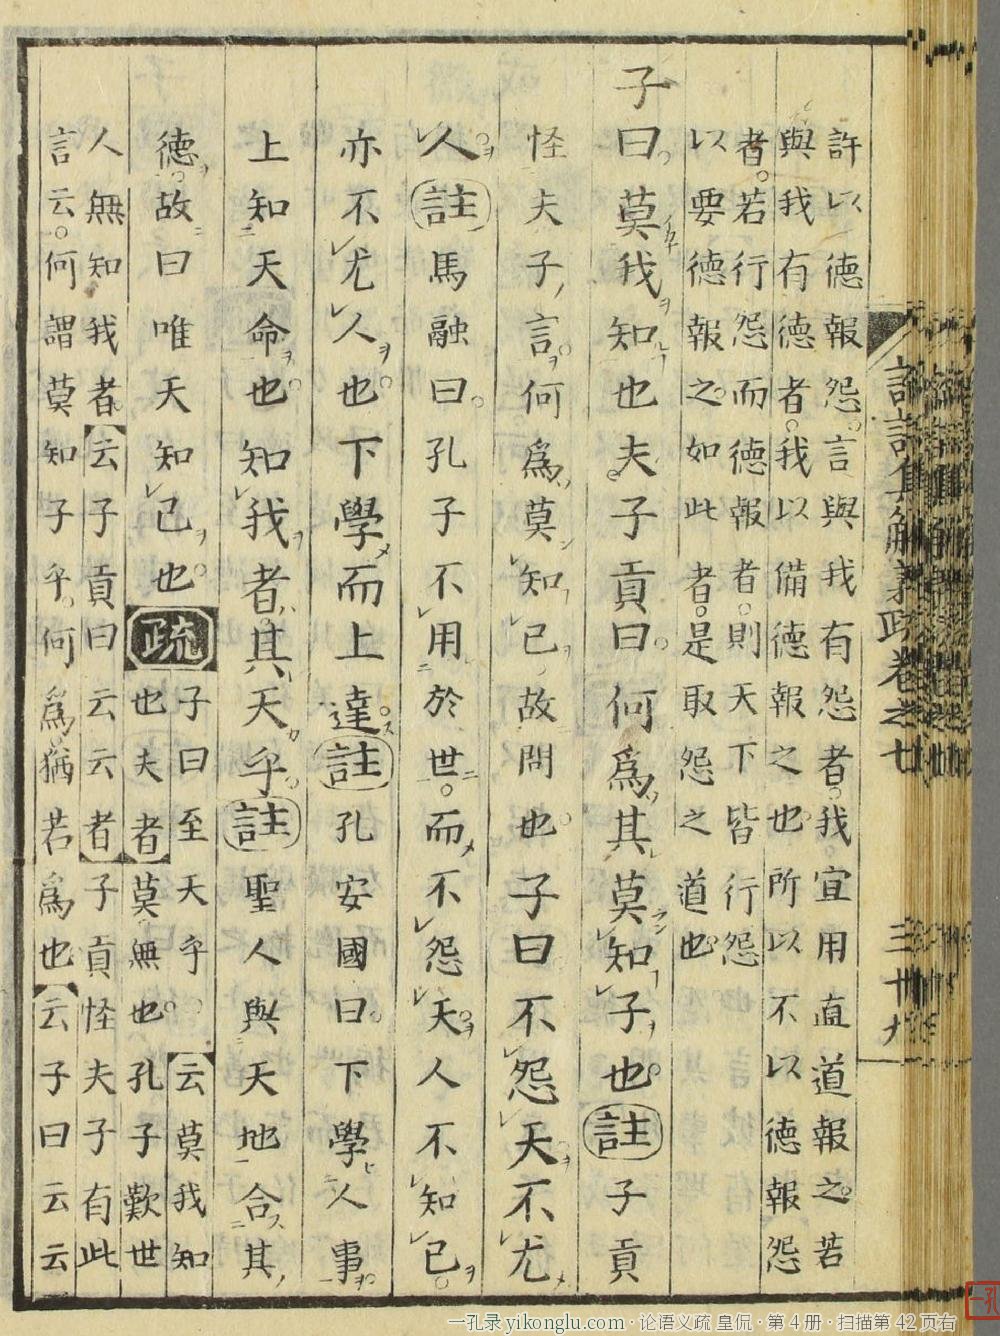 許以德報怨言與我有怨者我宜用直道報之若
與我有德者我以備德報之也所以不以德報怨
者若行怨而德報者則天下皆行怨
以要德報之如此者是取怨之道也
子曰莫我知也夫子貢曰何爲其莫知子也註子貢
怪夫子言何爲莫知已故問也子曰不怨天不尤
人註馬融曰孔子不用於世而不怨天人不知已
亦不尤人也下學而上達註孔安國曰下學人事
上知天命也知我者其天乎註聖人與天地合其
德故曰唯天知已也疏
子曰至天乎云莫我知
也夫者莫無也孔子歎世
人無知我者云子貢曰云云者子貢怪夫子有此
言云何謂莫知子乎何爲猶若爲也云子曰云云
論語集解義疏卷之七
三十九
一孔
一孔录 yikonglu.com · 论语义疏 皇侃 · 第 4 册 · 扫描第 42 页右